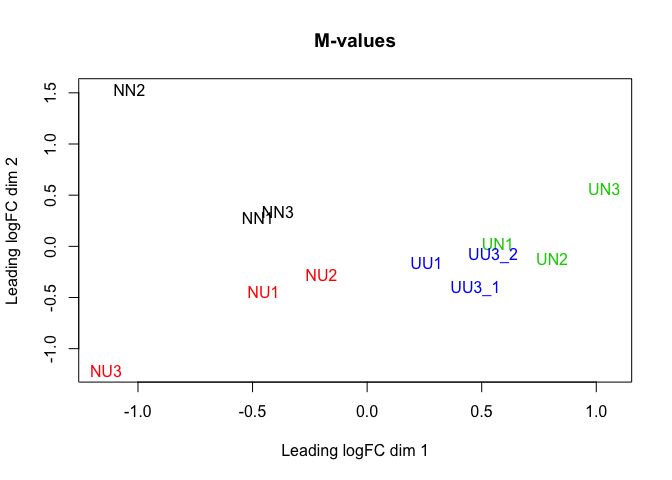 M-values
Leading logFC dim 2
1.5
1.0
0.5
0.0
-0.5
-1.0
NN2
NN3
NN1
UN3
UN1
UU3_2
UN2
UU1
NU2
UU3_1
NU1
NU3
-1.0 -0.5 0.0 0.5 1.0
Leading logFC dim 1